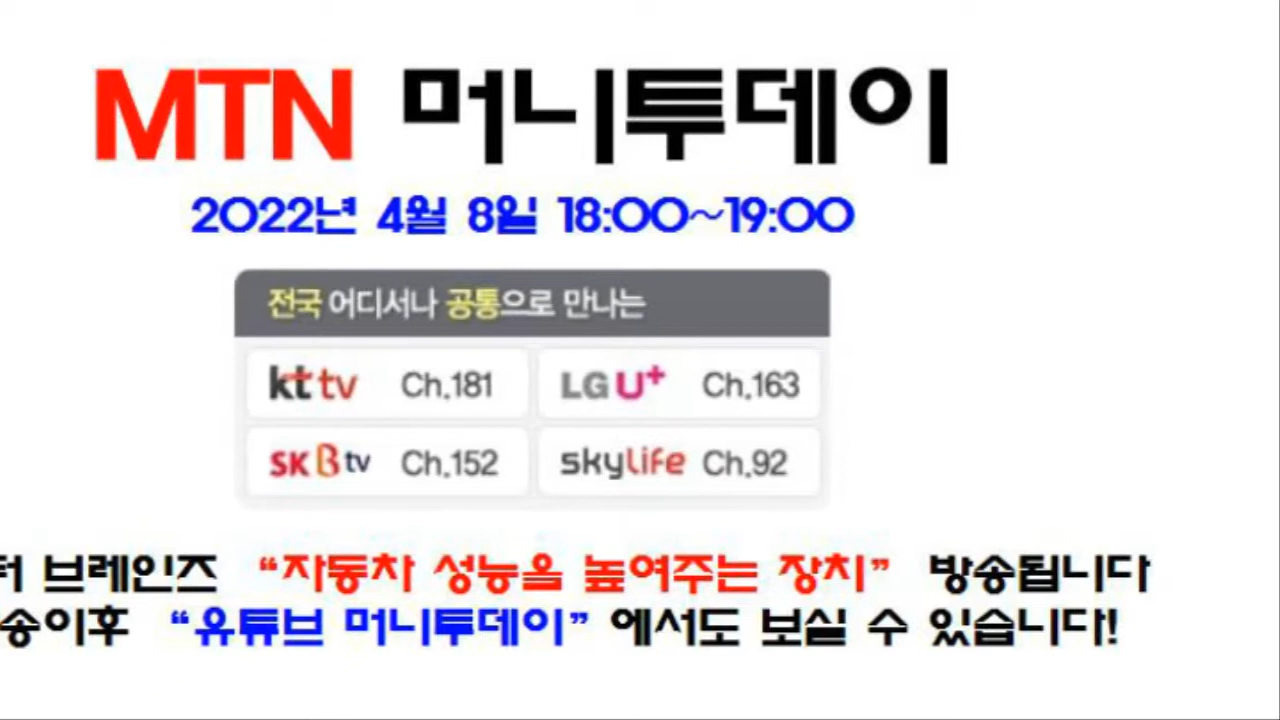 MTN 머니투데이
2022년 4월 8일 18:00~19:00
전국 어디서나 공통으로 만나는
kt tv Ch.181 LG U+ Ch.163
SK B tv Ch.152 skylife Ch.92
브레인즈 “자동차 성능을 높여주는 장치” 방송됩니다
“유튜브 머니투데이” 에서도 보실 수 있습니다!